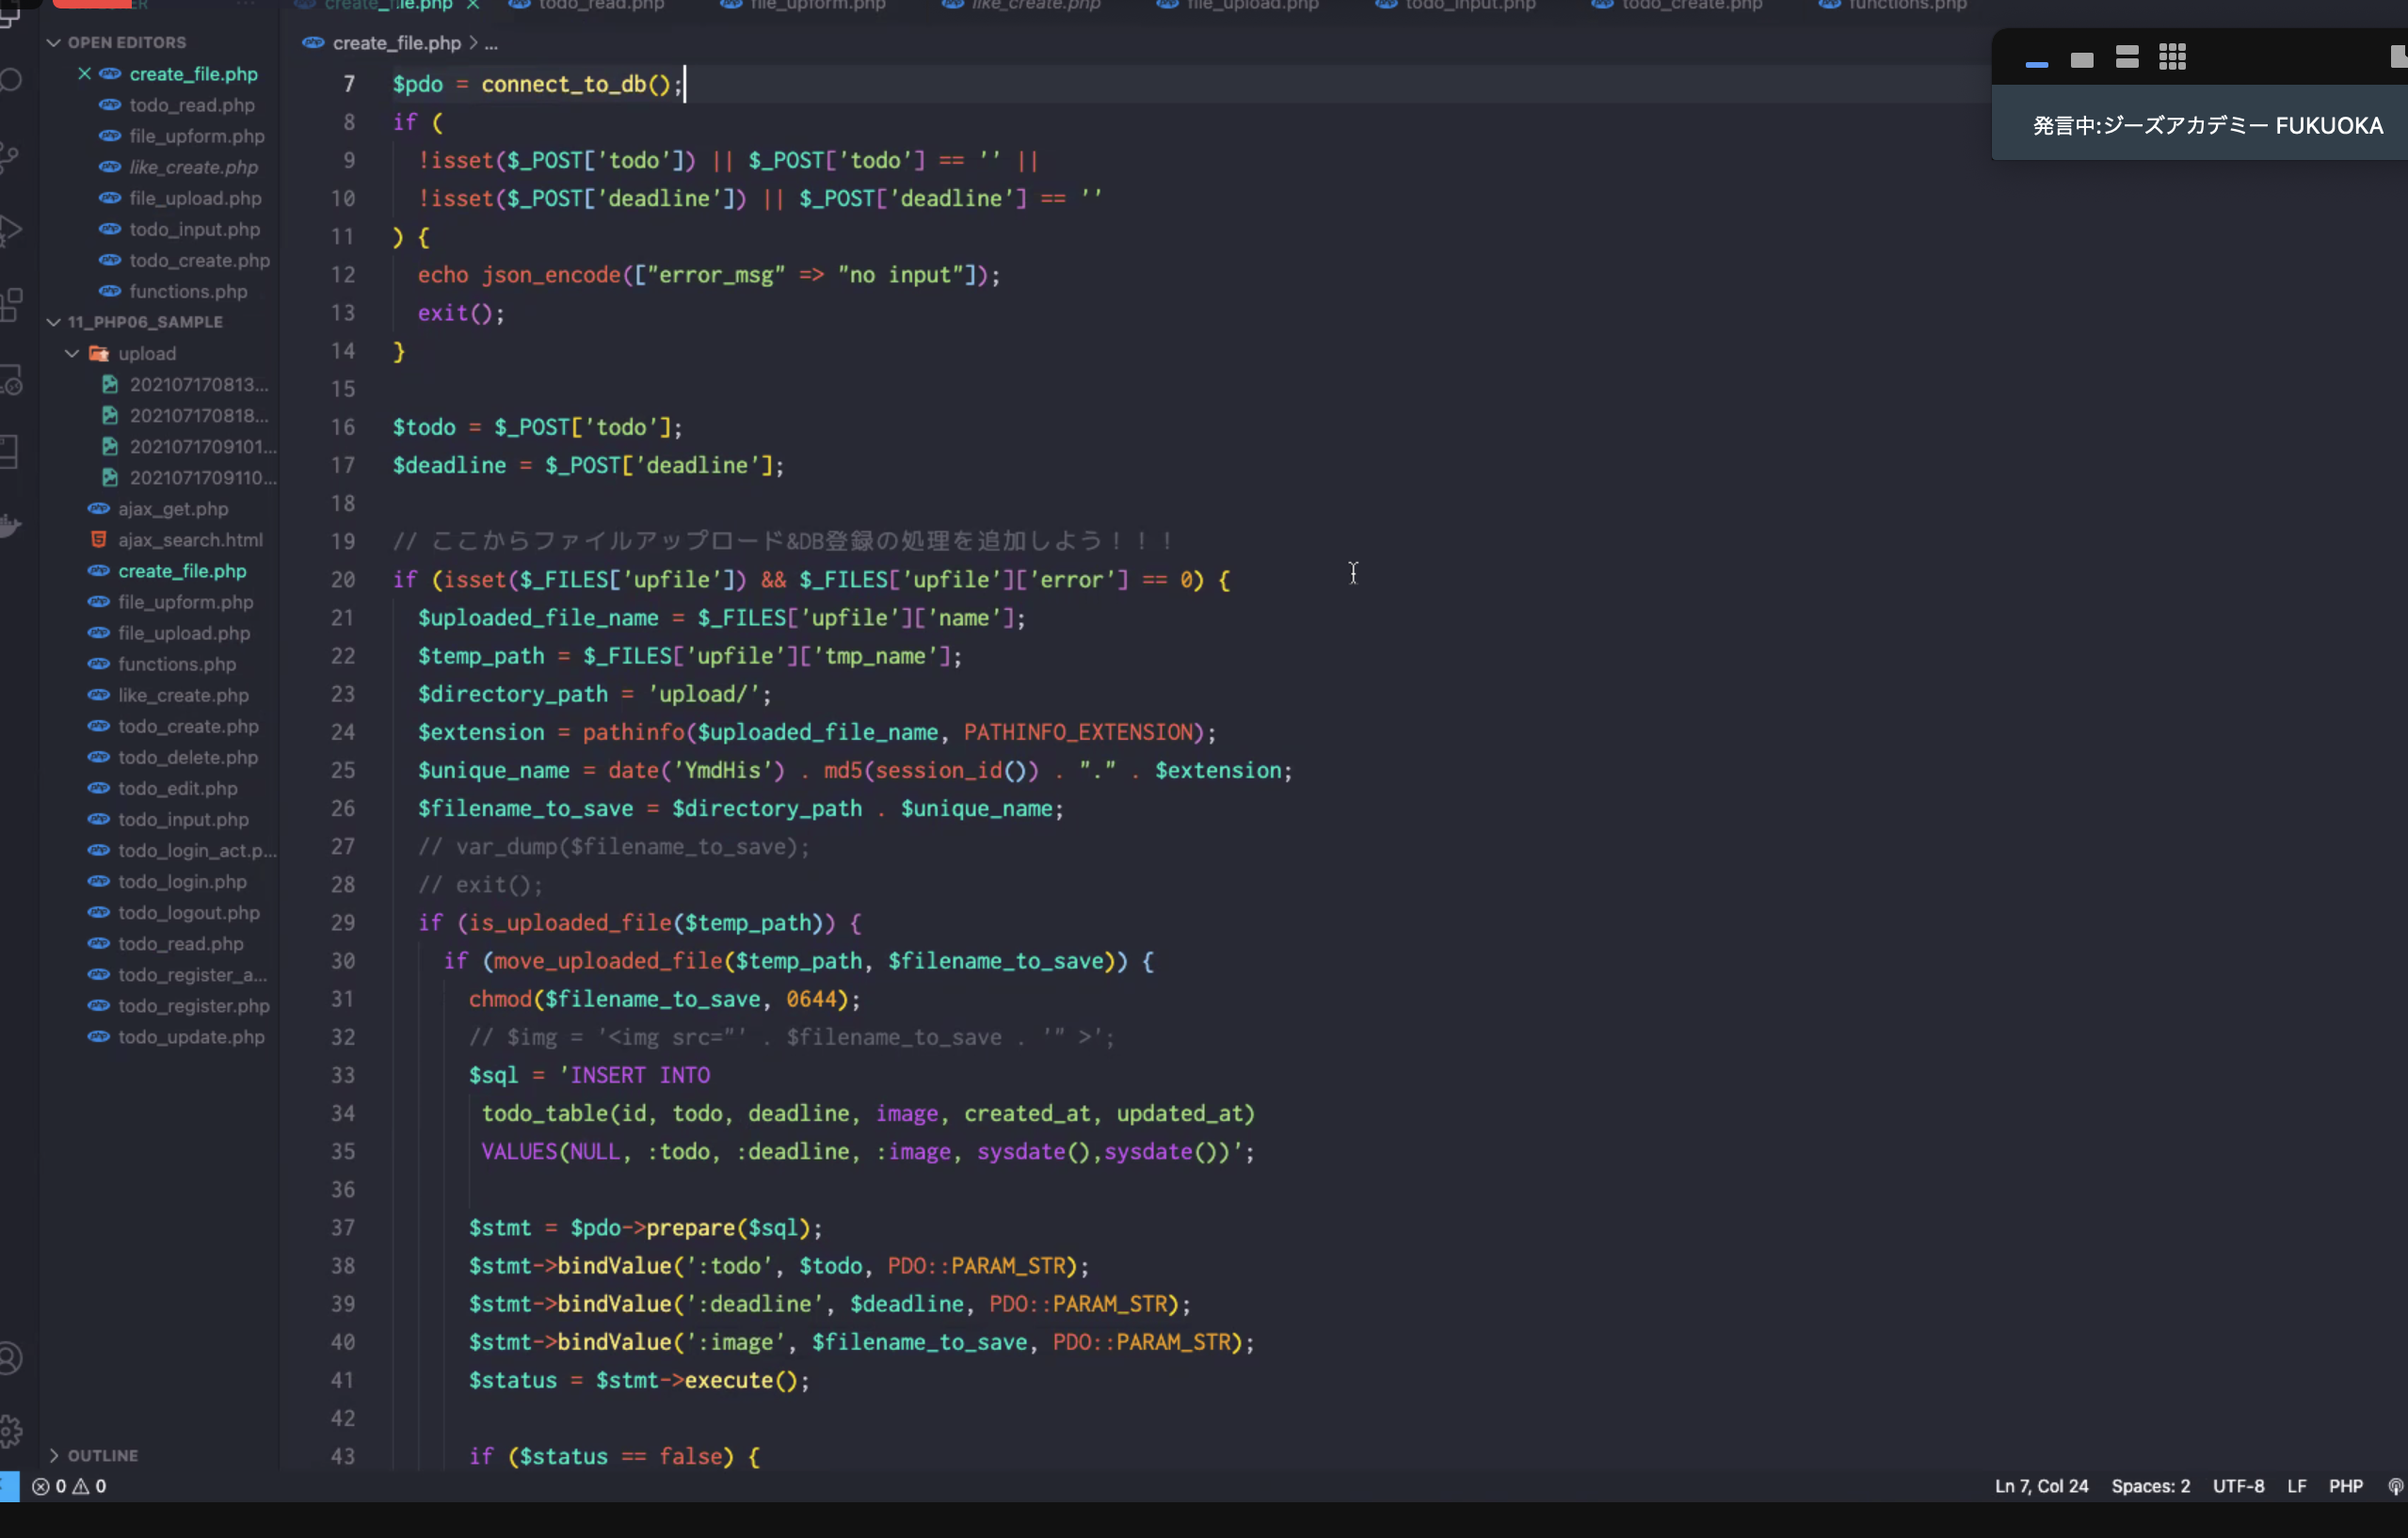 create_file.php
todo_read.php
file_upform.php
like_create.php
file_upload.php
todo_input.php
todo_create.php
functions.php
OPEN EDITORS
create_file.php
todo_read.php
file_upform.php
like_create.php
file_upload.php
todo_input.php
todo_create.php
functions.php
11_PHP06_SAMPLE
upload
202107170813...
202107170818...
2021071709101...
2021071709110...
ajax_get.php
ajax_search.html
create_file.php
file_upform.php
file_upload.php
functions.php
like_create.php
todo_create.php
todo_delete.php
todo_edit.php
todo_input.php
todo_login_act.p...
todo_login.php
todo_logout.php
todo_read.php
todo_register_a...
todo_register.php
todo_update.php
OUTLINE
create_file.php > ...
7 $pdo = connect_to_db();
8 if (
9 !isset($_POST['todo']) || $_POST['todo'] == '' ||
10 !isset($_POST['deadline']) || $_POST['deadline'] == ''
11 ) {
12 echo json_encode(["error_msg" => "no input"]);
13 exit();
14 }
15
16 $todo = $_POST['todo'];
17 $deadline = $_POST['deadline'];
18
19 // ここからファイルアップロード&DB登録の処理を追加しよう！！！
20 if (isset($_FILES['upfile']) && $_FILES['upfile']['error'] == 0) {
21 $uploaded_file_name = $_FILES['upfile']['name'];
22 $temp_path = $_FILES['upfile']['tmp_name'];
23 $directory_path = 'upload/';
24 $extension = pathinfo($uploaded_file_name, PATHINFO_EXTENSION);
25 $unique_name = date('YmdHis') . md5(session_id()) . "." . $extension;
26 $filename_to_save = $directory_path . $unique_name;
27 // var_dump($filename_to_save);
28 // exit();
29 if (is_uploaded_file($temp_path)) {
30 if (move_uploaded_file($temp_path, $filename_to_save)) {
31 chmod($filename_to_save, 0644);
32 // $img = '<img src="' . $filename_to_save . '" >';
33 $sql = 'INSERT INTO
34 todo_table(id, todo, deadline, image, created_at, updated_at)
35 VALUES(NULL, :todo, :deadline, :image, sysdate(),sysdate())';
36
37 $stmt = $pdo->prepare($sql);
38 $stmt->bindValue(':todo', $todo, PDO::PARAM_STR);
39 $stmt->bindValue(':deadline', $deadline, PDO::PARAM_STR);
40 $stmt->bindValue(':image', $filename_to_save, PDO::PARAM_STR);
41 $status = $stmt->execute();
42
43 if ($status == false) {
発言中:ジーズアカデミー FUKUOKA
0 0
Ln 7, Col 24 Spaces: 2 UTF-8 LF PHP